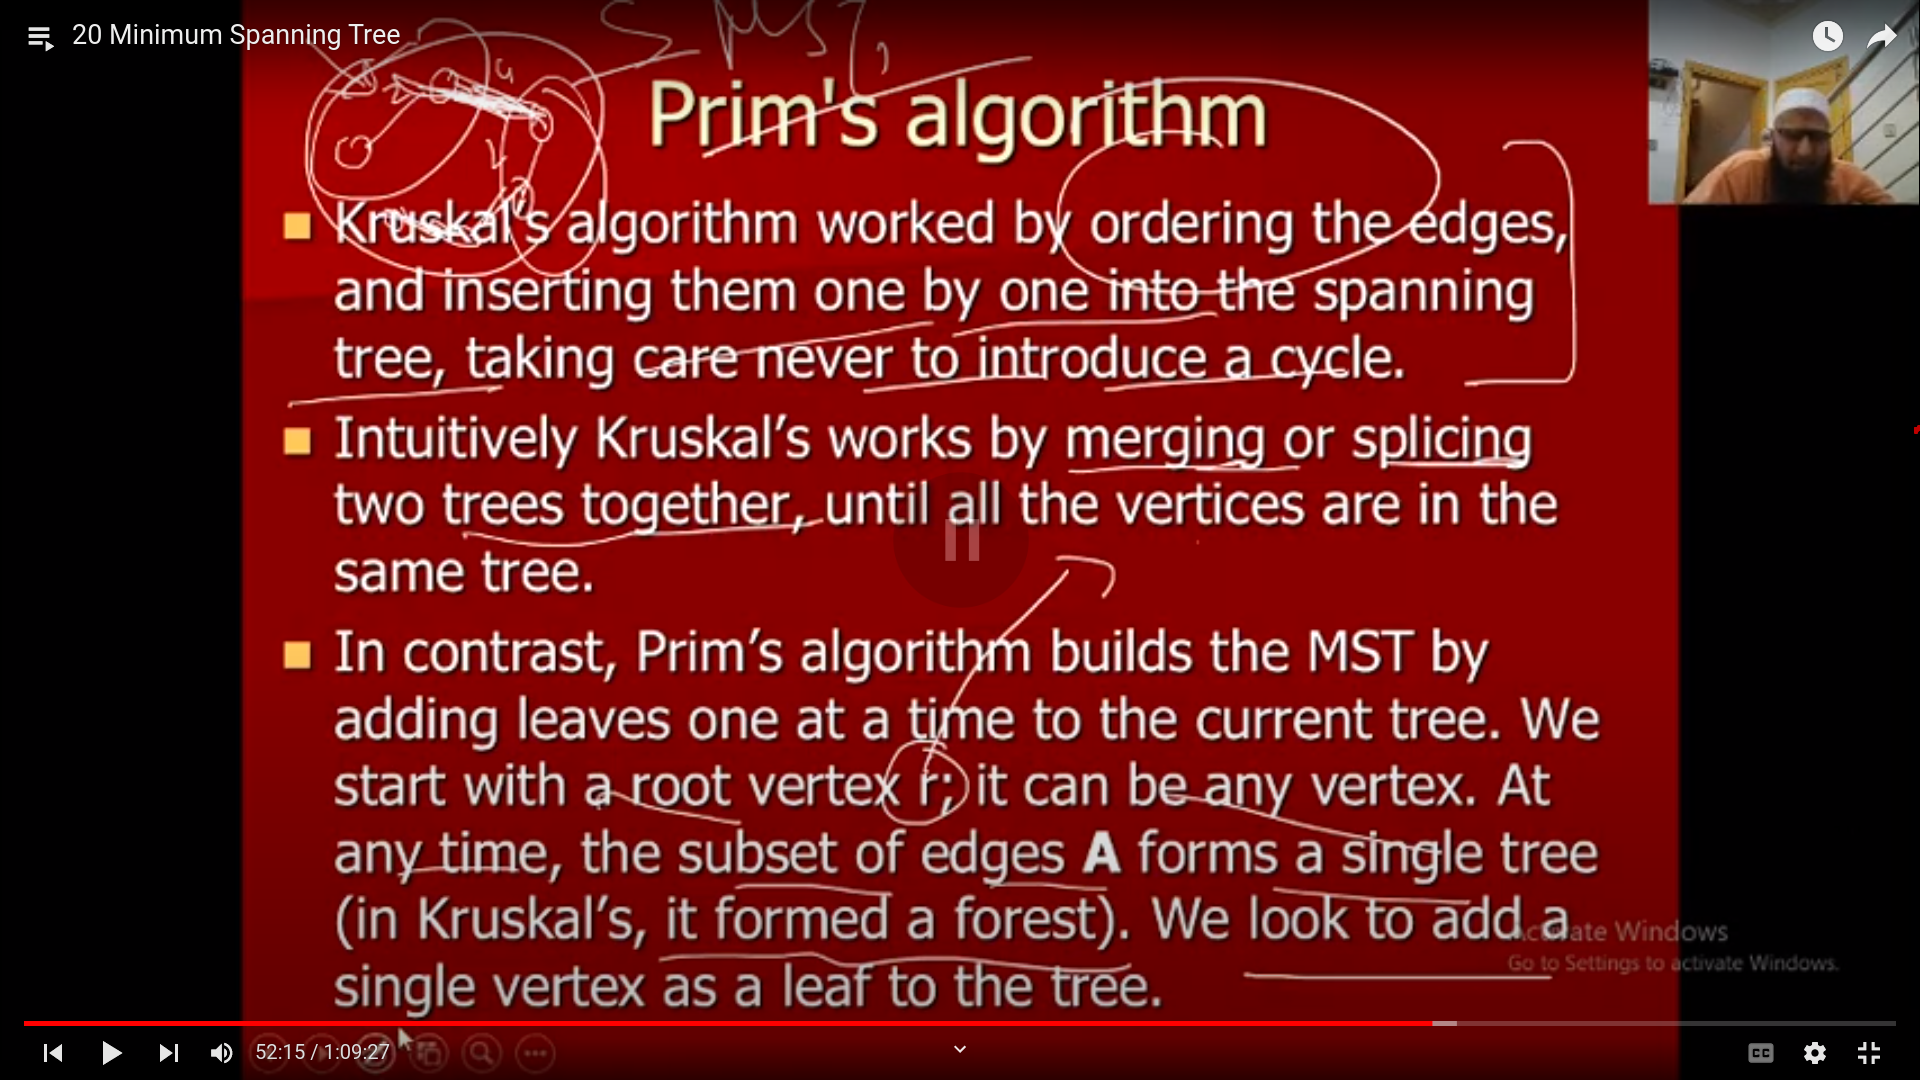 20 Minimum Spanning Tree
Prim's algorithm
Kruskal's algorithm worked by ordering the edges,
and inserting them one by one into the spanning
tree, taking care never to introduce a cycle.
Intuitively Kruskal’s works by merging or splicing
two trees together, until all the vertices are in the
same tree.
In contrast, Prim’s algorithm builds the MST by
adding leaves one at a time to the current tree. We
start with a root vertex r; it can be any vertex. At
any time, the subset of edges A forms a single tree
(in Kruskal’s, it formed a forest). We look to add a
single vertex as a leaf to the tree.
Activate Windows
Go to Settings to activate Windows.
52:15 / 1:09:27
CC